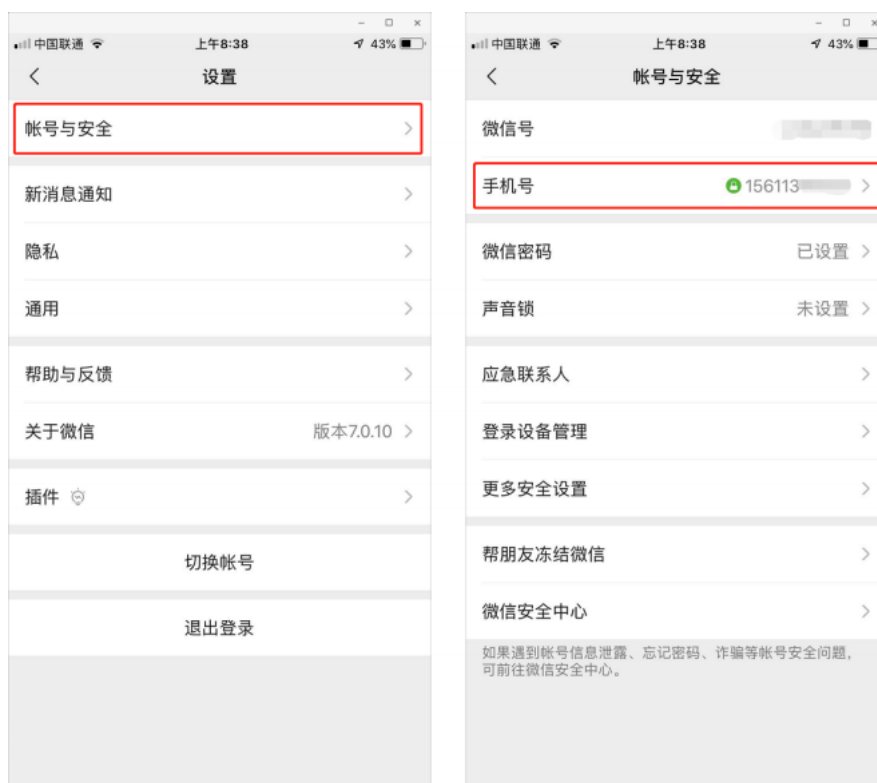 中国联通 上午8:38 43%
设置
帐号与安全
新消息通知
隐私
通用
帮助与反馈
关于微信 版本7.0.10
插件
切换帐号
退出登录
中国联通 上午8:38 43%
帐号与安全
微信号
手机号 156113
微信密码 已设置
声音锁 未设置
应急联系人
登录设备管理
更多安全设置
帮朋友冻结微信
微信安全中心
如果遇到帐号信息泄露、忘记密码、诈骗等帐号安全问题，
可前往微信安全中心。